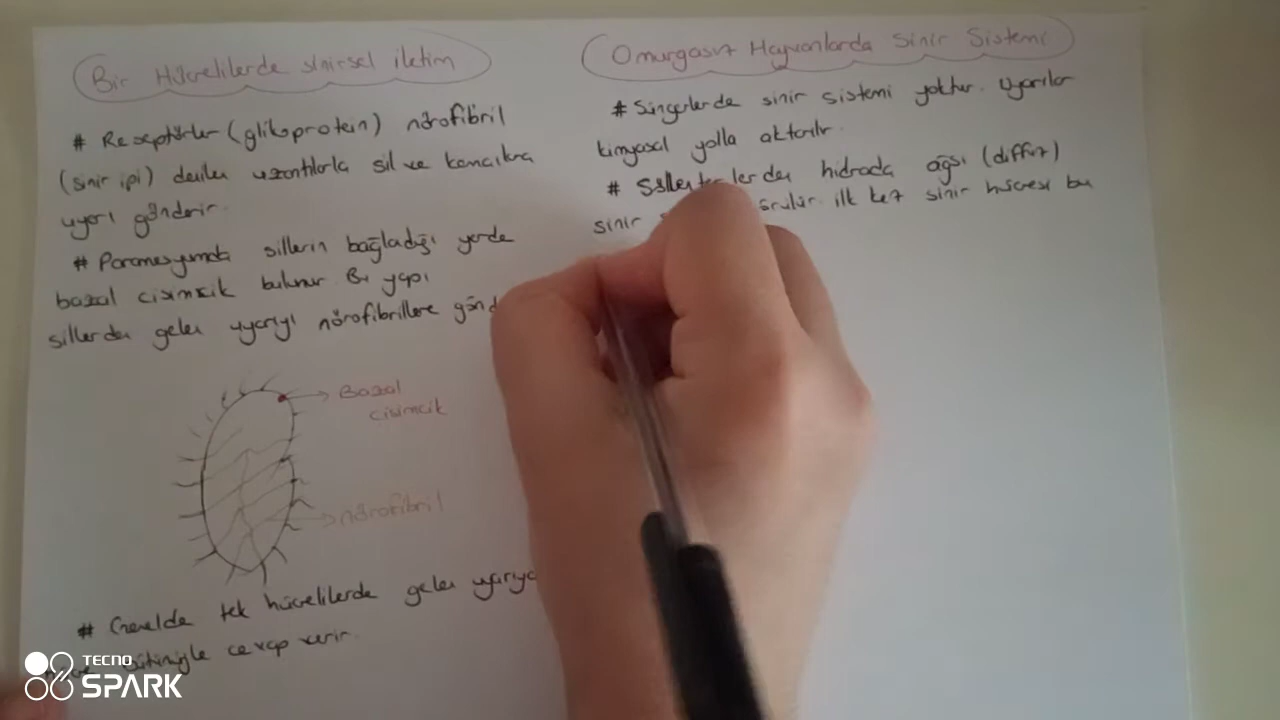 Bir Hücrelilerde sinirsel iletim
# Reseptörler (glikoprotein) nörofibril
(sinir ipi) denilen uzantılarla sil ve kamçılara
uyarı gönderir.
# Paramesyumda sillerin bağladığı yerde
bazal cisimcik bulunur. Bu yapı
sillerden gelen uyarıyı nörofibrillere gönd
Bazal
cisimcik
nörofibril
# Genelde tek hücrelilerde gelen uyarıya
bütünüyle cevap verir.
Omurgasız Hayvanlarda Sinir Sistemi
# Süngerlerde sinir sistemi yoktur. Uyarılar
kimyasal yolla aktarılır.
# Sölenterlerden hidrada ağsı (diffüz)
sinir ilk kez sinir hücresi bu
TECNO
SPARK